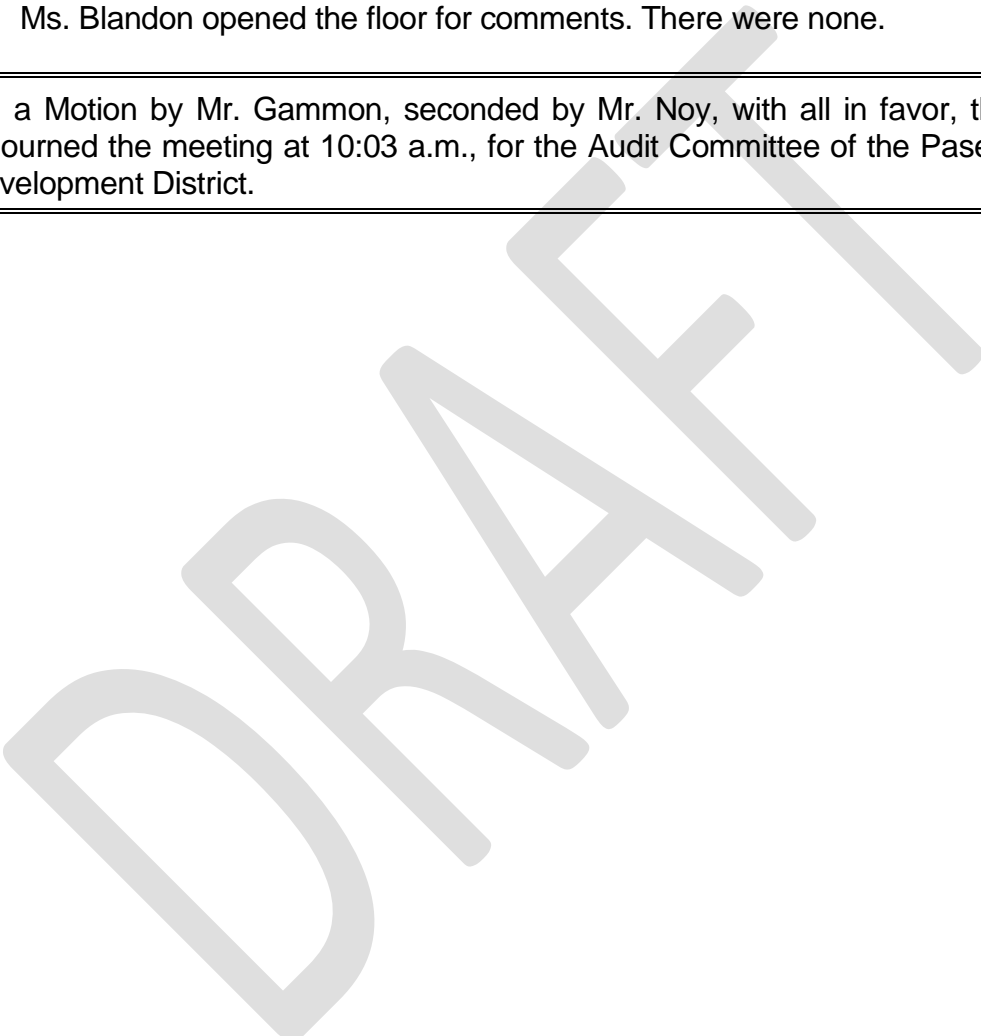 Ms. Blandon opened the floor for comments. There were none.
a Motion by Mr. Gammon, seconded by Mr. Noy, with all in favor,
ourned the meeting at 10:03 a.m., for the Audit Committee of the Pase
velopment District.
DRAFT